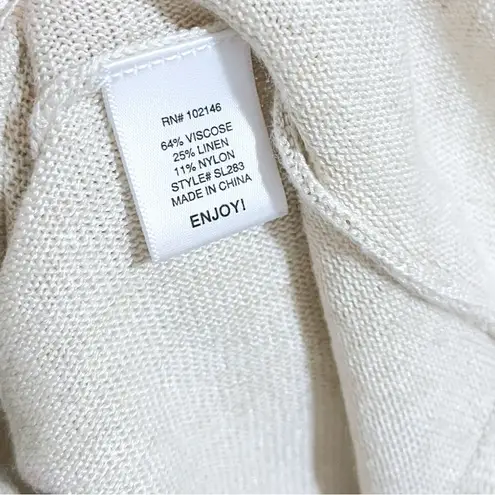 RN# 102146
64% VISCOSE
25% LINEN
11% NYLON
STYLE# SL283
MADE IN CHINA
ENJOY!